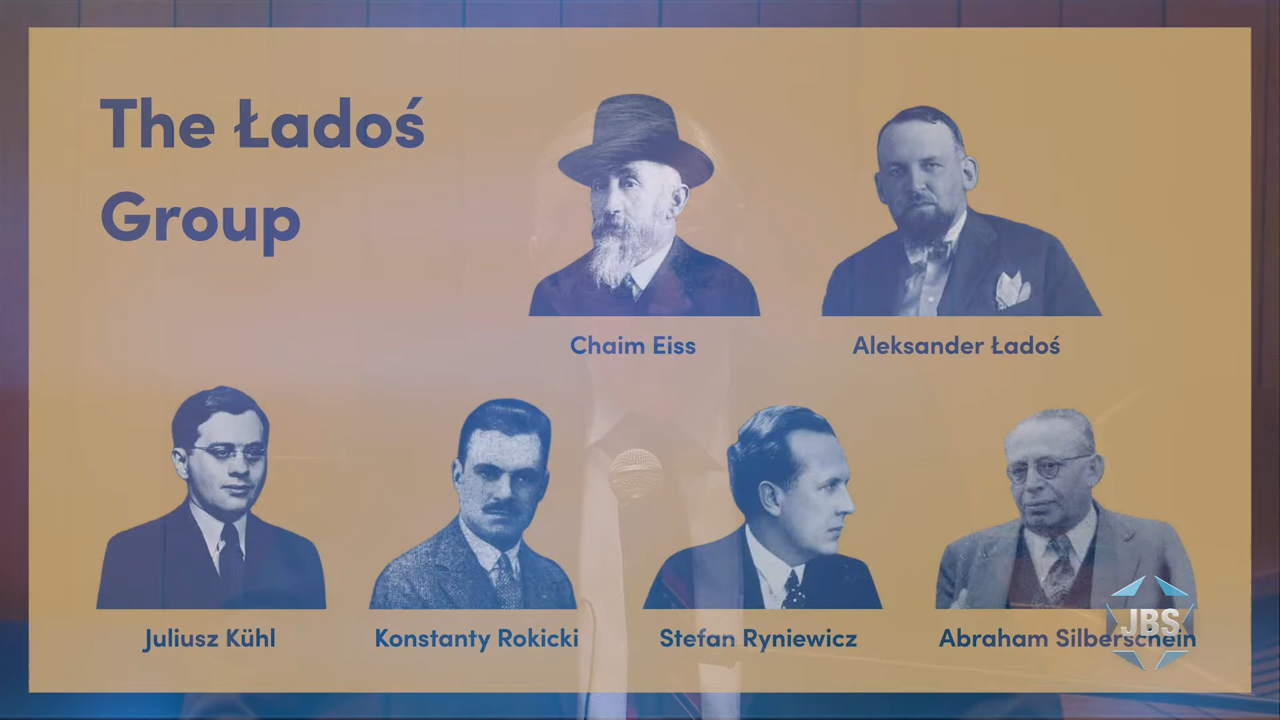 The Ładoś
Group
Chaim Eiss
Aleksander Ładoś
Juliusz Kühl
Konstanty Rokicki
Stefan Ryniewicz
Abraham Silberschein
JBS